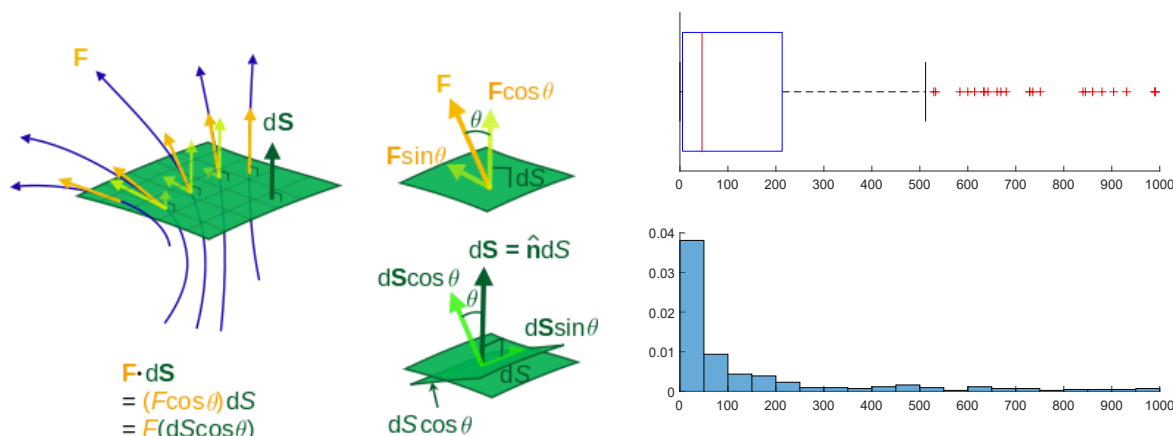 F
dS
F·dS
= (Fcosθ)dS
= F(dScosθ)
F
Fcosθ
θ
Fsinθ
dS
dS = n̂dS
dScosθ
θ
dSsinθ
dS
dScosθ
0 100 200 300 400 500 600 700 800 900 1000
0.04
0.03
0.02
0.01
0
0 100 200 300 400 500 600 700 800 900 1000